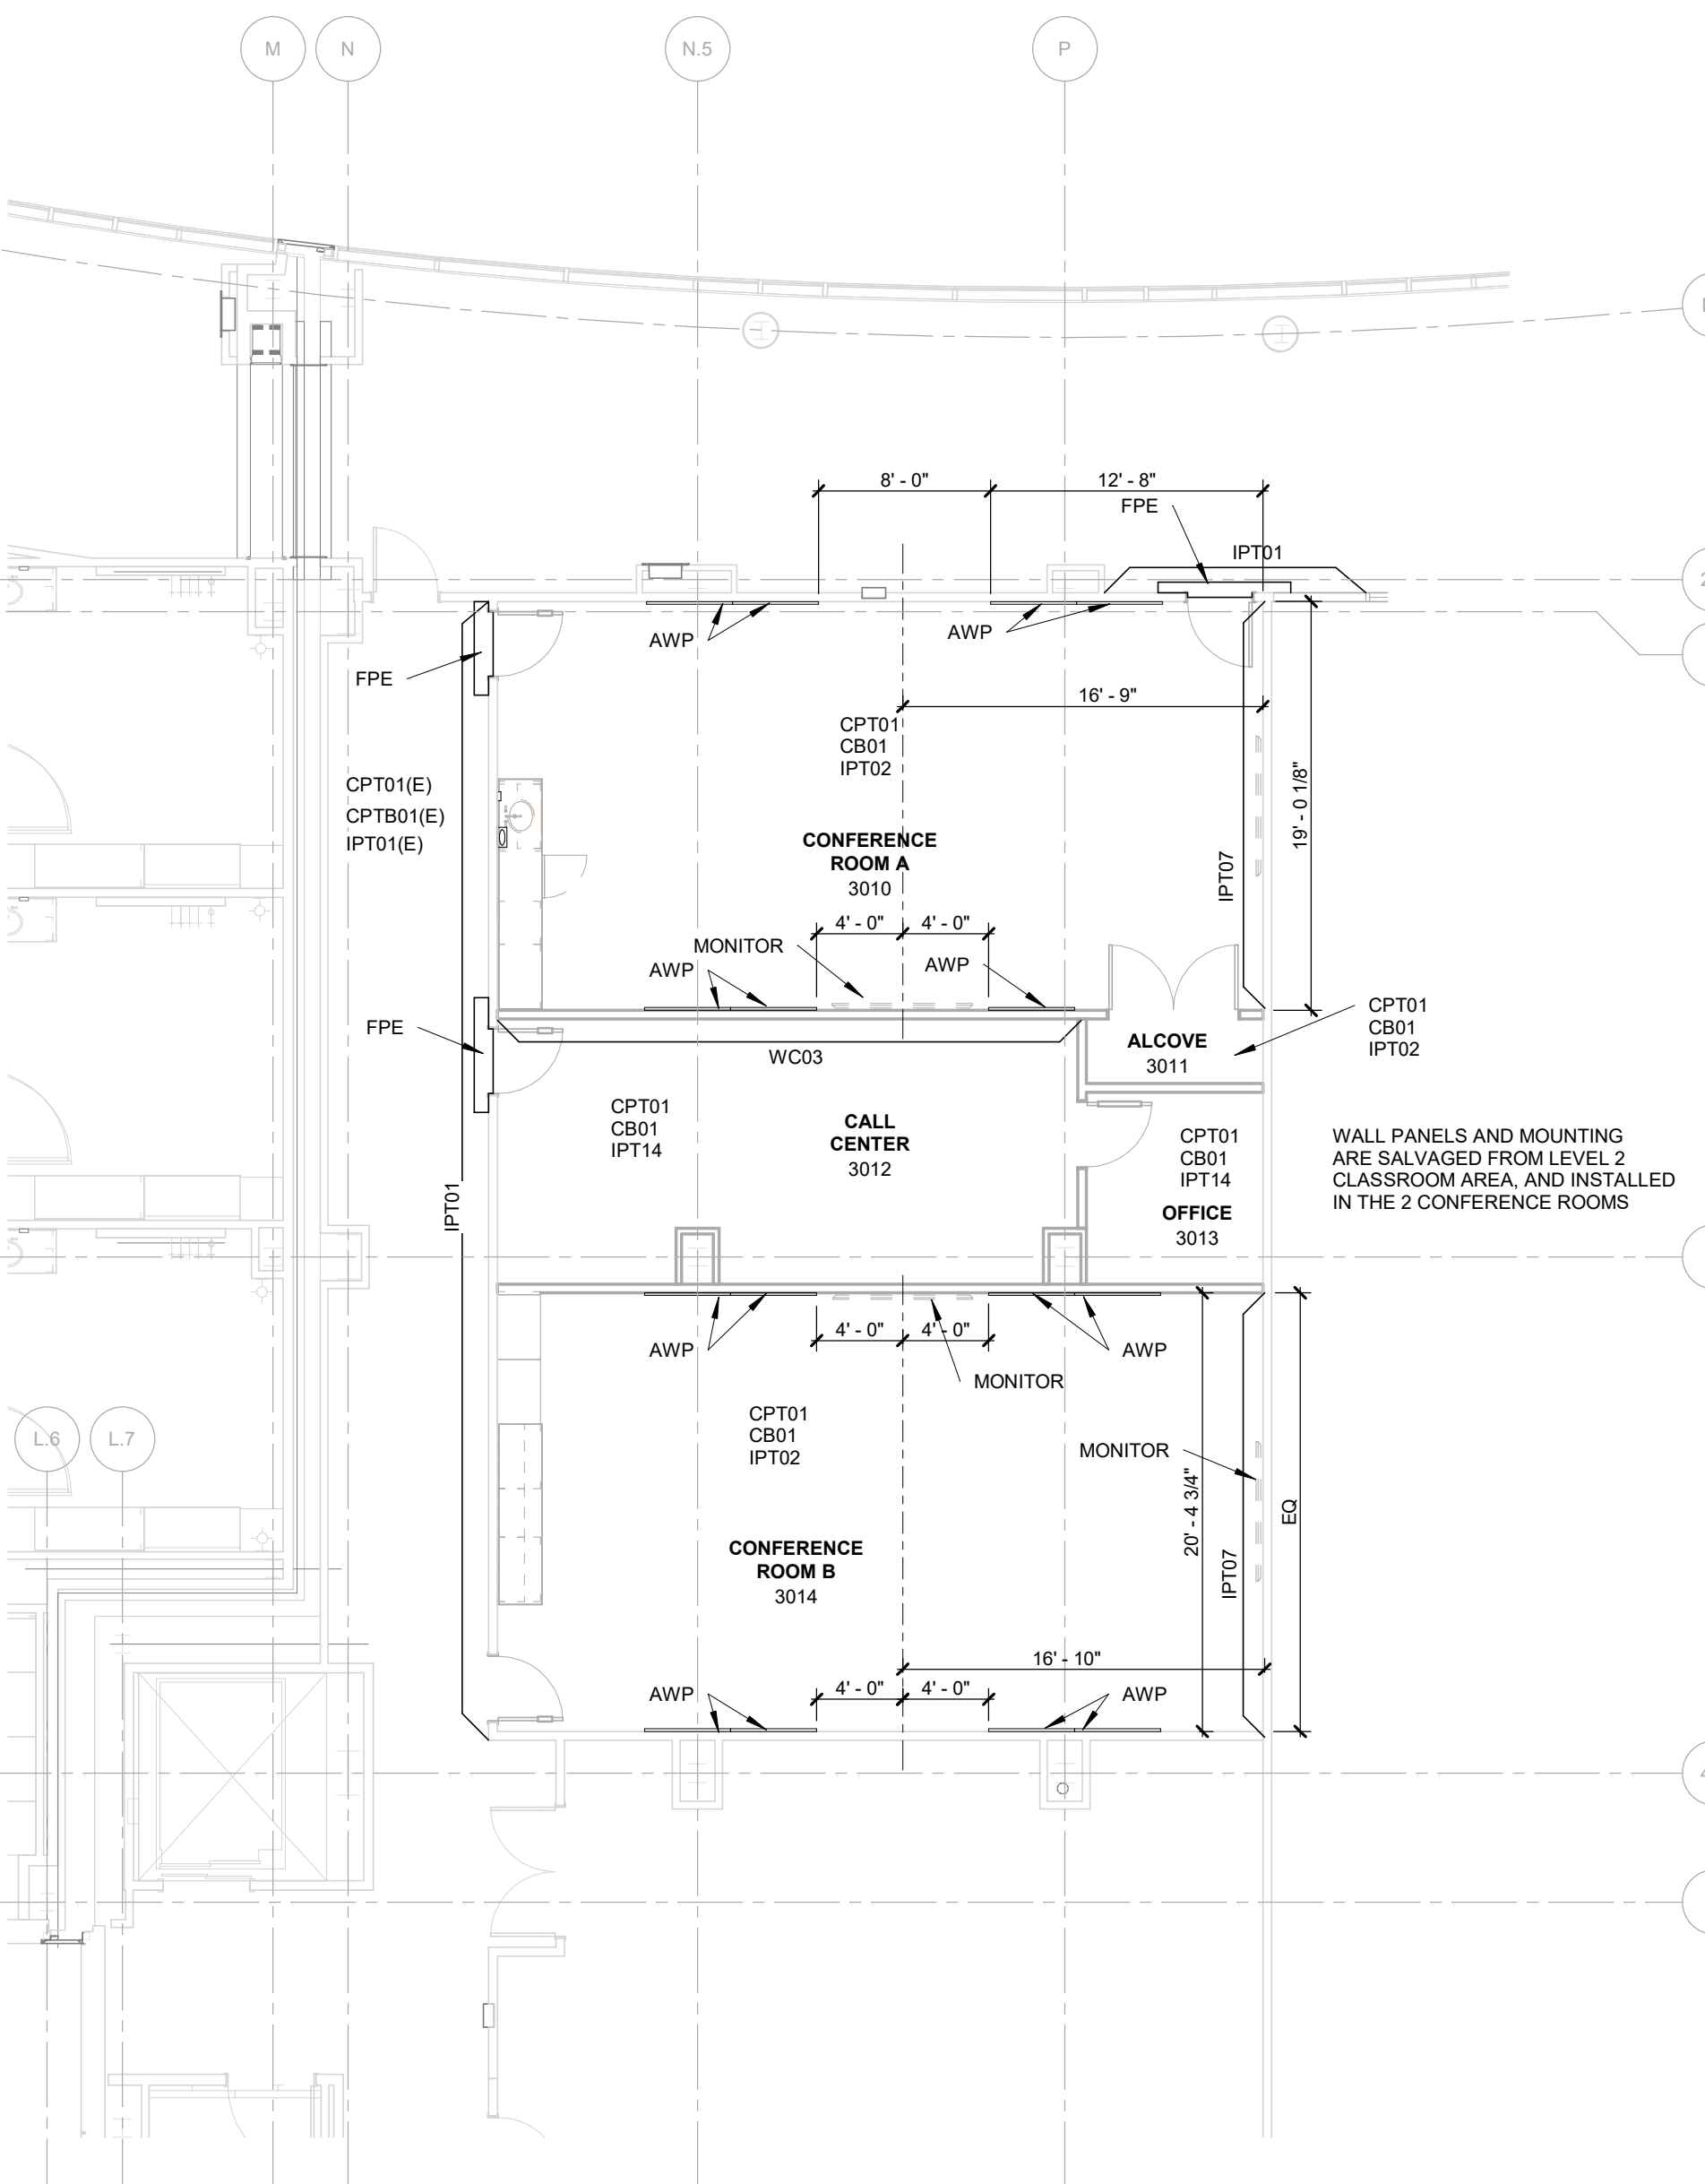 M
N
N.5
P
8' - 0"
12' - 8"
FPE
IPT01
2
AWP
AWP
FPE
16' - 9"
CPT01
CB01
IPT02
CPT01(E)
CPTB01(E)
IPT01(E)
19' - 0 1/8"
CONFERENCE
ROOM A
3010
IPT07
4' - 0"
4' - 0"
MONITOR
AWP
AWP
FPE
CPT01
CB01
IPT02
ALCOVE
3011
WC03
CPT01
CB01
IPT14
CALL
CENTER
3012
CPT01
CB01
IPT14
OFFICE
3013
WALL PANELS AND MOUNTING
ARE SALVAGED FROM LEVEL 2
CLASSROOM AREA, AND INSTALLED
IN THE 2 CONFERENCE ROOMS
IPT01
4' - 0"
4' - 0"
AWP
AWP
MONITOR
CPT01
CB01
IPT02
L.6
L.7
MONITOR
20' - 4 3/4"
EQ
CONFERENCE
ROOM B
3014
IPT07
16' - 10"
AWP
4' - 0"
4' - 0"
AWP